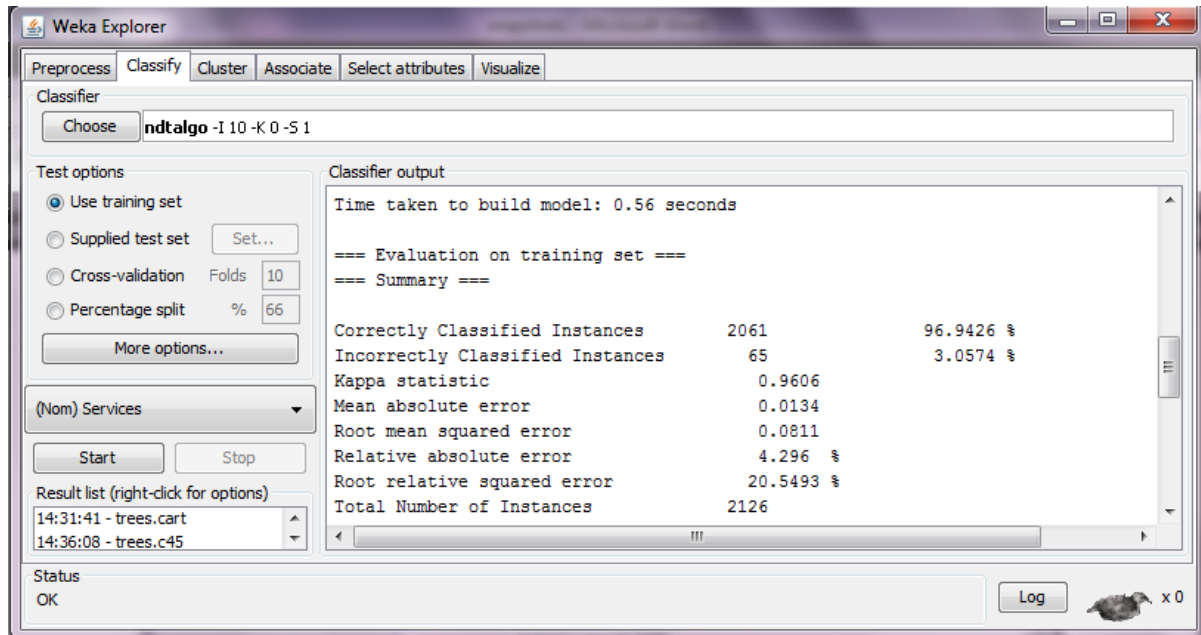 Weka Explorer
Preprocess Classify Cluster Associate Select attributes Visualize
Classifier
Choose ndtalgo -I 10 -K 0 -S 1
Test options
Use training set
Supplied test set Set...
Cross-validation Folds 10
Percentage split % 66
More options...
(Nom) Services
Start Stop
Result list (right-click for options)
14:31:41 - trees.cart
14:36:08 - trees.c45
Classifier output
Time taken to build model: 0.56 seconds
=== Evaluation on training set ===
=== Summary ===
Correctly Classified Instances 2061 96.9426 %
Incorrectly Classified Instances 65 3.0574 %
Kappa statistic 0.9606
Mean absolute error 0.0134
Root mean squared error 0.0811
Relative absolute error 4.296 %
Root relative squared error 20.5493 %
Total Number of Instances 2126
Status
OK
Log x 0